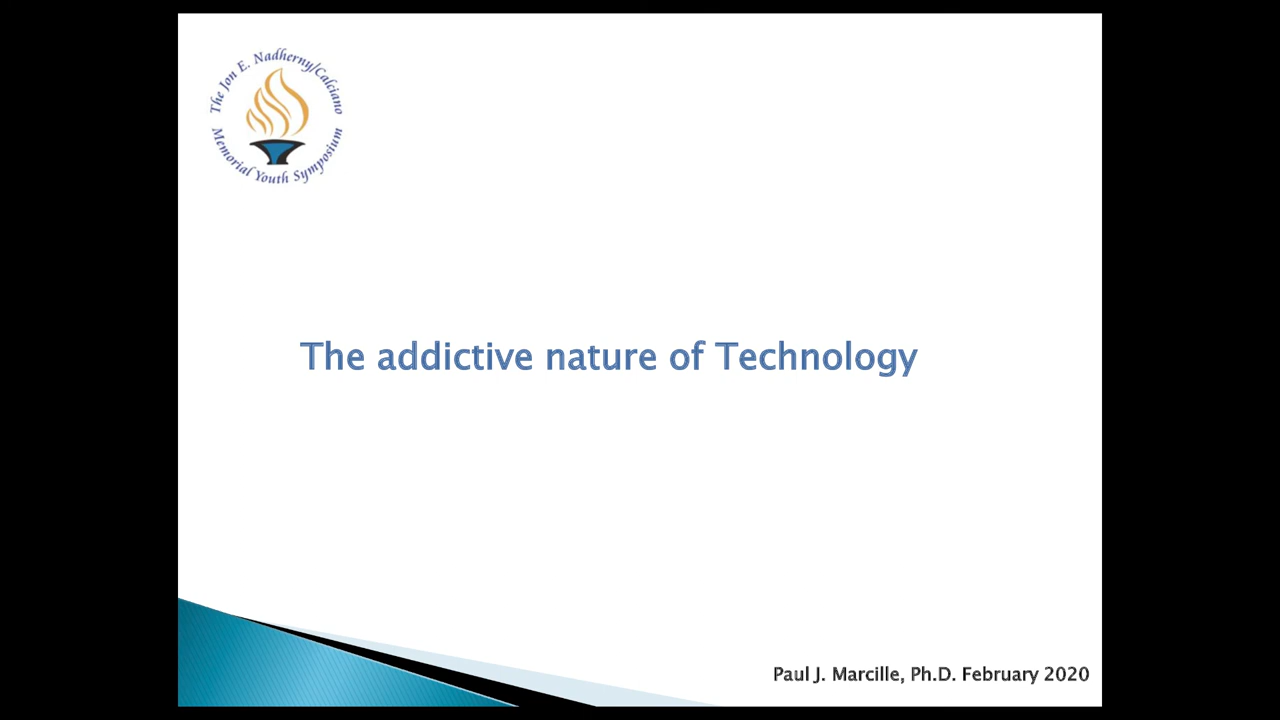 The Jon E. Nadherny/Calciano
Memorial Youth Symposium
The addictive nature of Technology
Paul J. Marcille, Ph.D. February 2020